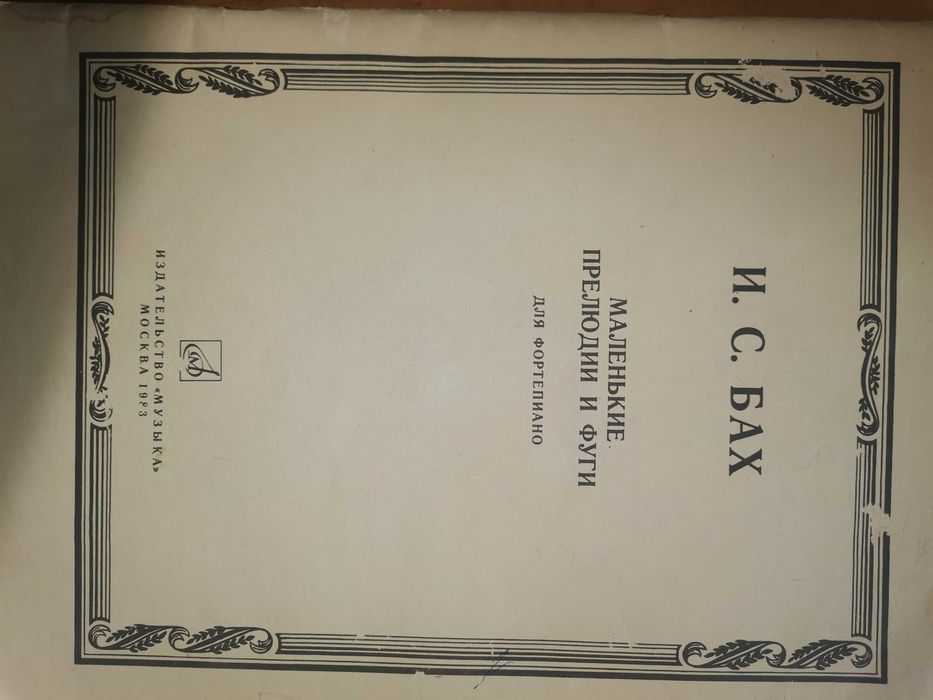 И. С. БАХ
МАЛЕНЬКИЕ
ПРЕЛЮДИИ И ФУГИ
ДЛЯ ФОРТЕПИАНО
ИЗДАТЕЛЬСТВО «МУЗЫКА»
МОСКВА 1983